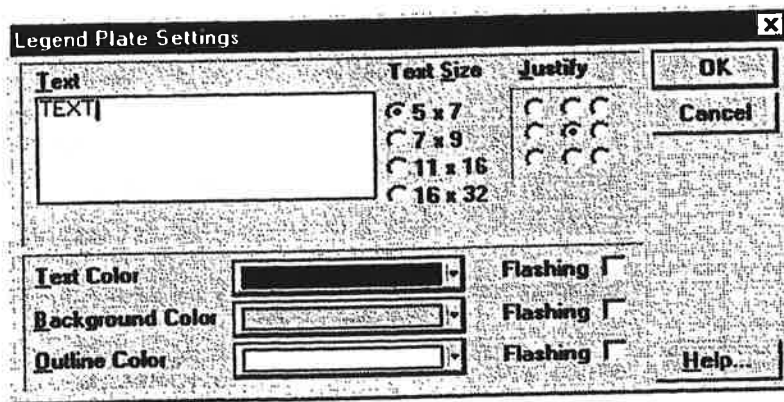 Legend Plate Settings
Text
TEXT
Text Size
5 x 7
7 x 9
11 x 16
16 x 32
Justify
OK
Cancel
Text Color
Flashing
Background Color
Flashing
Outline Color
Flashing
Help...